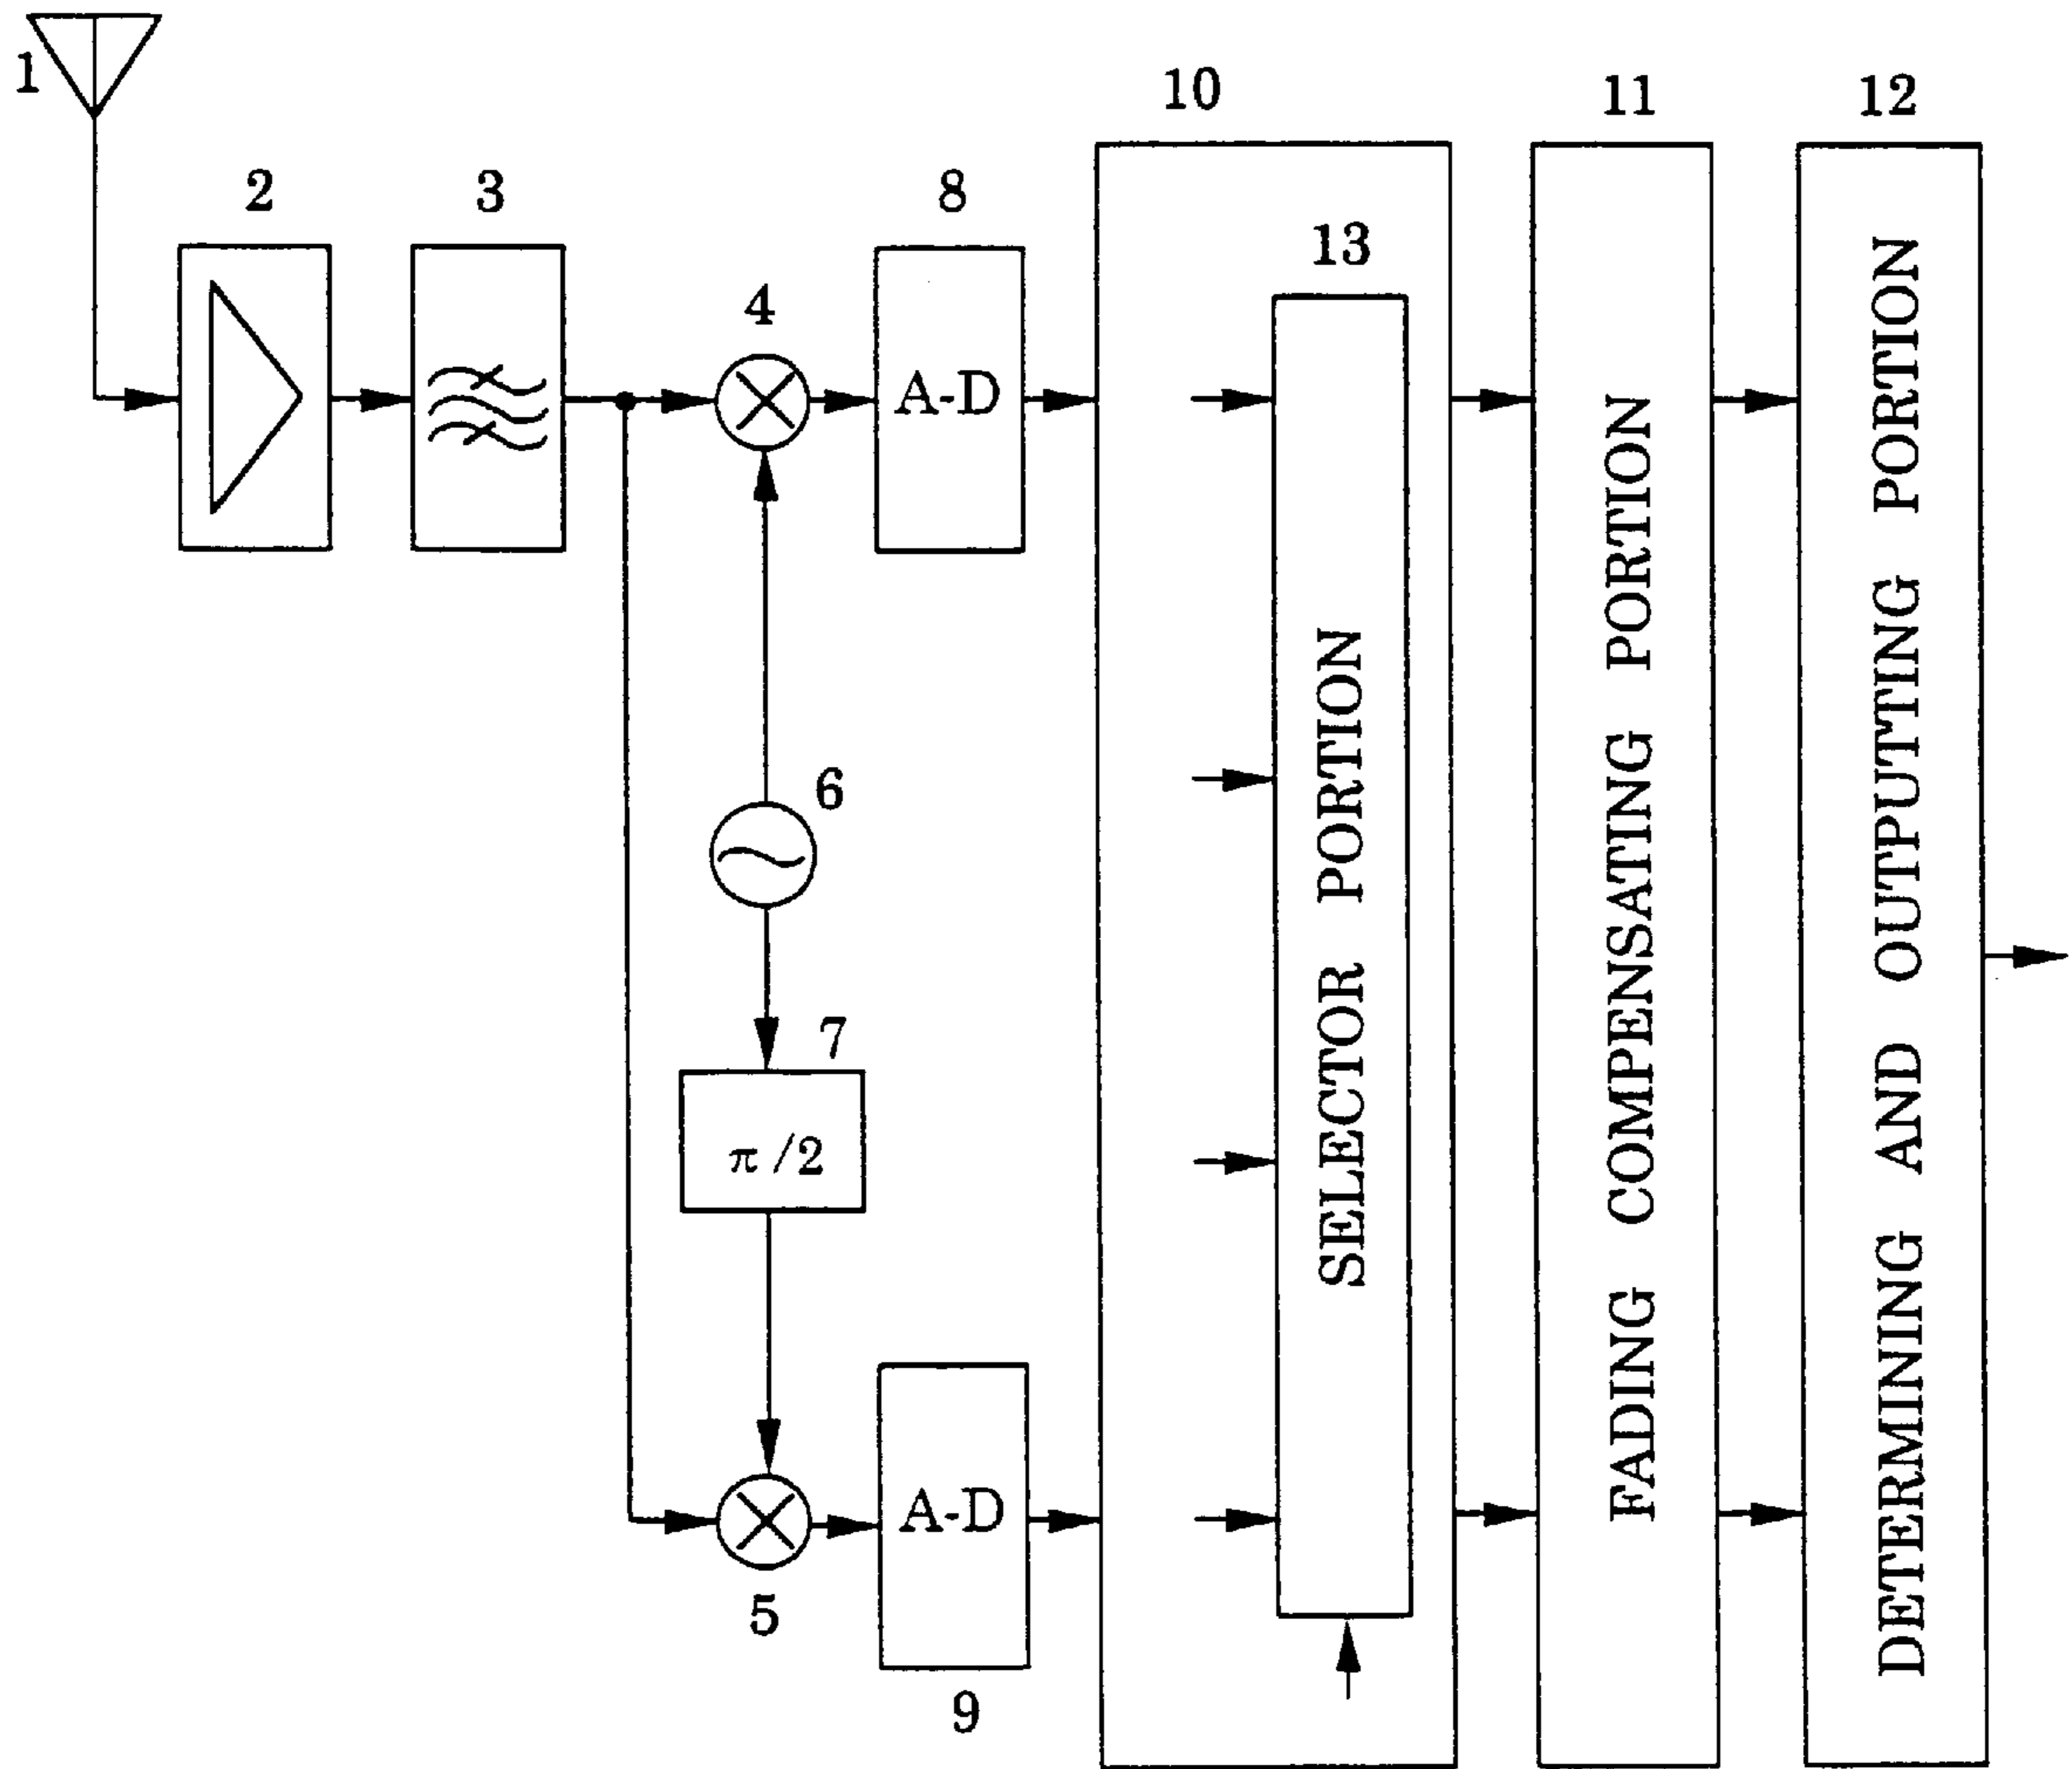 1
2
3
4
5
6
7
π/2
8
A-D
9
A-D
10
13
SELECTOR PORTION
11
FADING COMPENSATING PORTION
12
DETERMINING AND OUTPUTTING PORTION